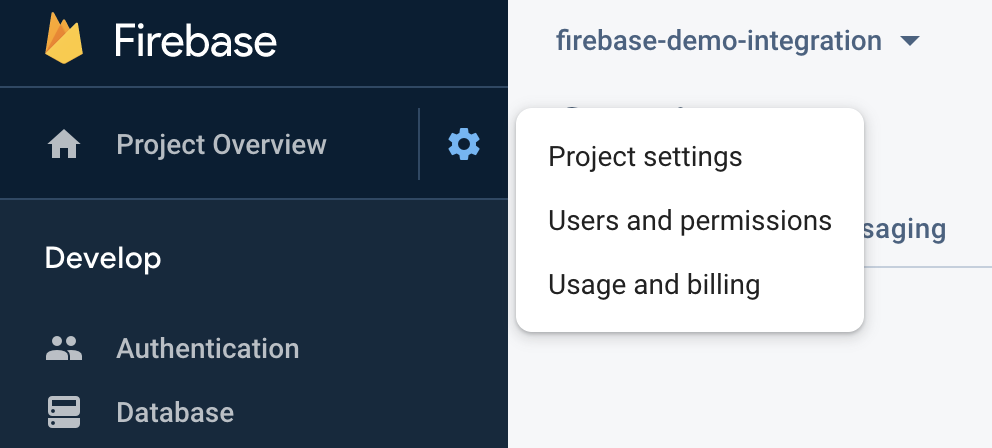 Firebase
firebase-demo-integration
Project Overview
Project settings
Users and permissions
Usage and billing
saging
Develop
Authentication
Database